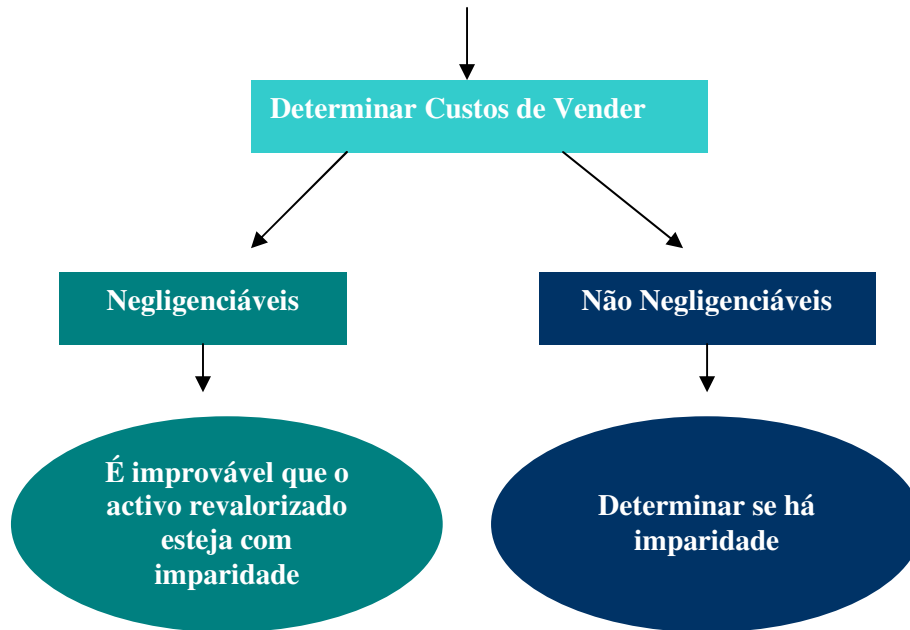 Determinar Custos de Vender
Negligenciáveis
Não Negligenciáveis
É improvável que o
activo revalorizado
esteja com
imparidade
Determinar se há
imparidade